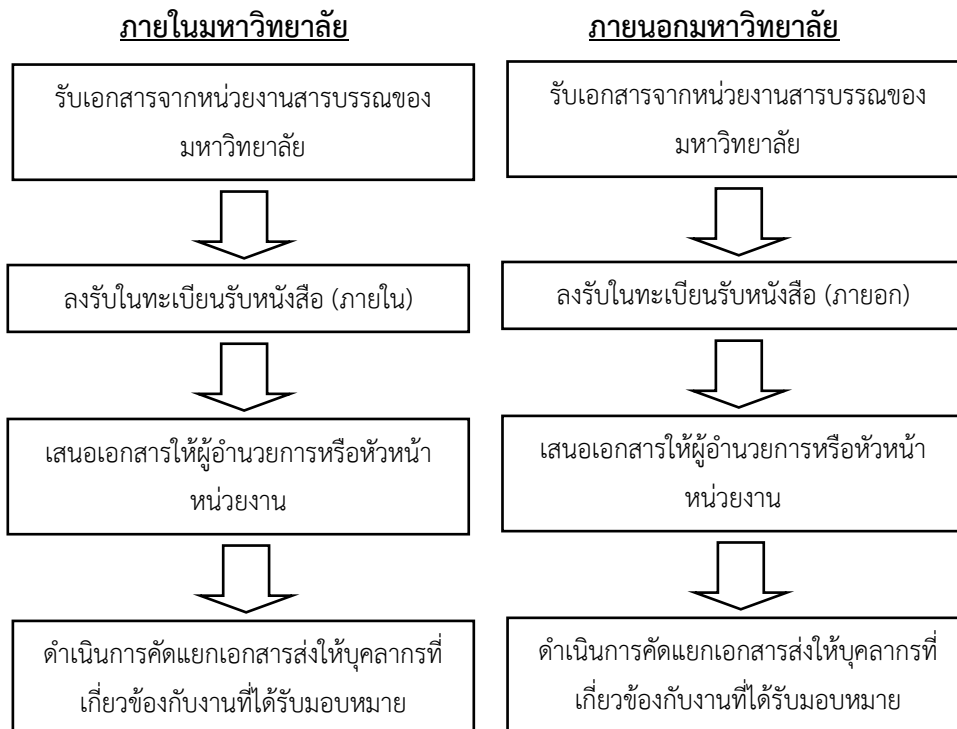 ภายในมหาวิทยาลัย
รับเอกสารจากหน่วยงานสารบรรณของ
มหาวิทยาลัย
ลงรับในทะเบียนรับหนังสือ (ภายใน)
เสนอเอกสารให้ผู้อำนวยการหรือหัวหน้า
หน่วยงาน
ดำเนินการคัดแยกเอกสารส่งให้บุคลากรที่
เกี่ยวข้องกับงานที่ได้รับมอบหมาย
ภายนอกมหาวิทยาลัย
รับเอกสารจากหน่วยงานสารบรรณของ
มหาวิทยาลัย
ลงรับในทะเบียนรับหนังสือ (ภายอก)
เสนอเอกสารให้ผู้อำนวยการหรือหัวหน้า
หน่วยงาน
ดำเนินการคัดแยกเอกสารส่งให้บุคลากรที่
เกี่ยวข้องกับงานที่ได้รับมอบหมาย